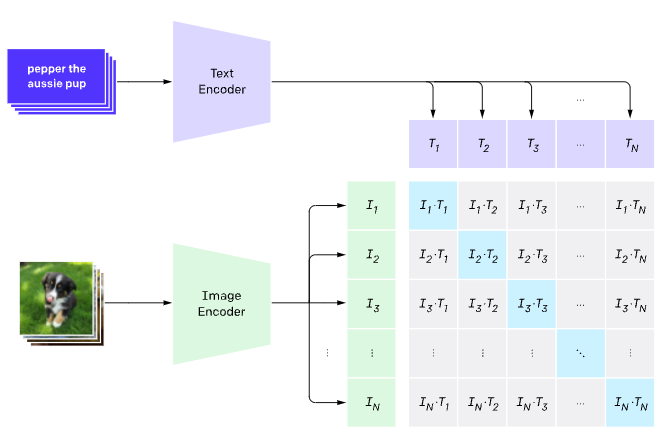 pepper the
aussie pup
Text
Encoder
...
T1 T2 T3 ... TN
I1 I1·T1 I1·T2 I1·T3 ... I1·TN
I2 I2·T1 I2·T2 I2·T3 ... I2·TN
Image
Encoder
I3 I3·T1 I3·T2 I3·T3 ... I3·TN
⋮ ⋮ ⋮ ⋮ ⋮ ⋱ ⋮
IN IN·T1 IN·T2 IN·T3 ... IN·TN